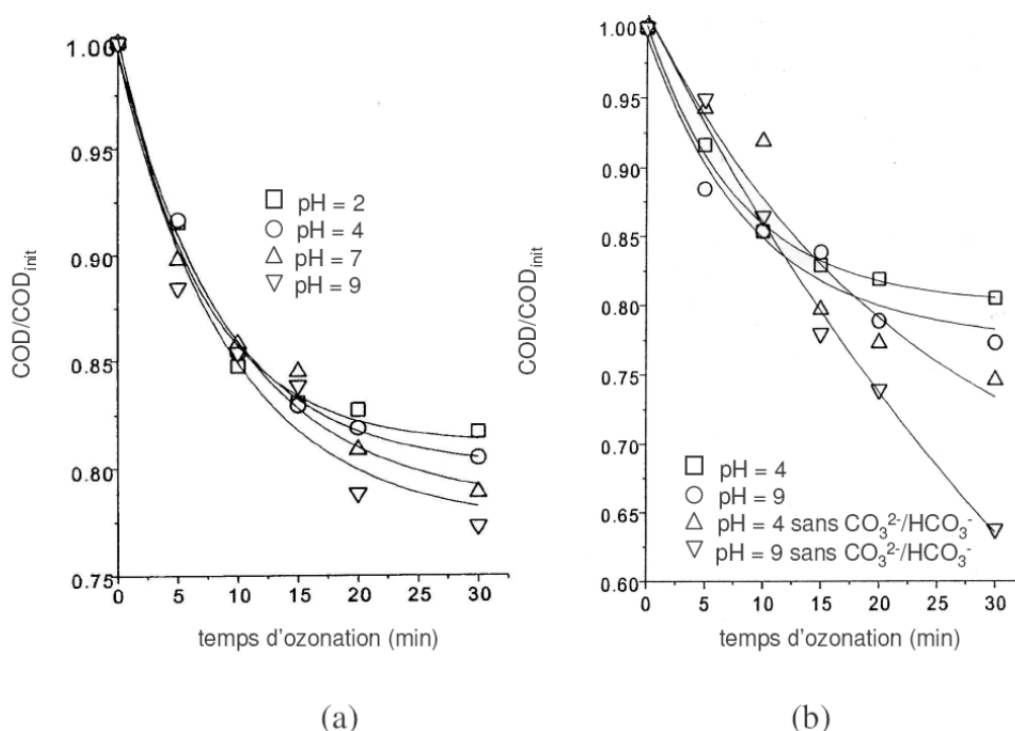 1.00
0.95
0.90
0.85
0.80
0.75
0 5 10 15 20 25 30
COD/COD_init
temps d'ozonation (min)
pH = 2
pH = 4
pH = 7
pH = 9
(a)
1.00
0.95
0.90
0.85
0.80
0.75
0.70
0.65
0.60
0 5 10 15 20 25 30
COD/COD_init
temps d'ozonation (min)
pH = 4
pH = 9
pH = 4 sans CO₃²⁻/HCO₃⁻
pH = 9 sans CO₃²⁻/HCO₃⁻
(b)